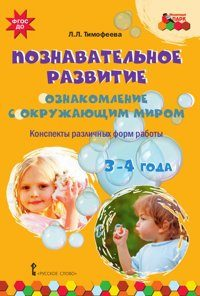 ФГОС
ДО
Л.Л. Тимофеева
ПОЗНАВАТЕЛЬНОЕ
РАЗВИТИЕ
ОЗНАКОМЛЕНИЕ
С ОКРУЖАЮЩИМ МИРОМ
Конспекты различных форм работы
3–4 ГОДА
«РУССКОЕ СЛОВО»